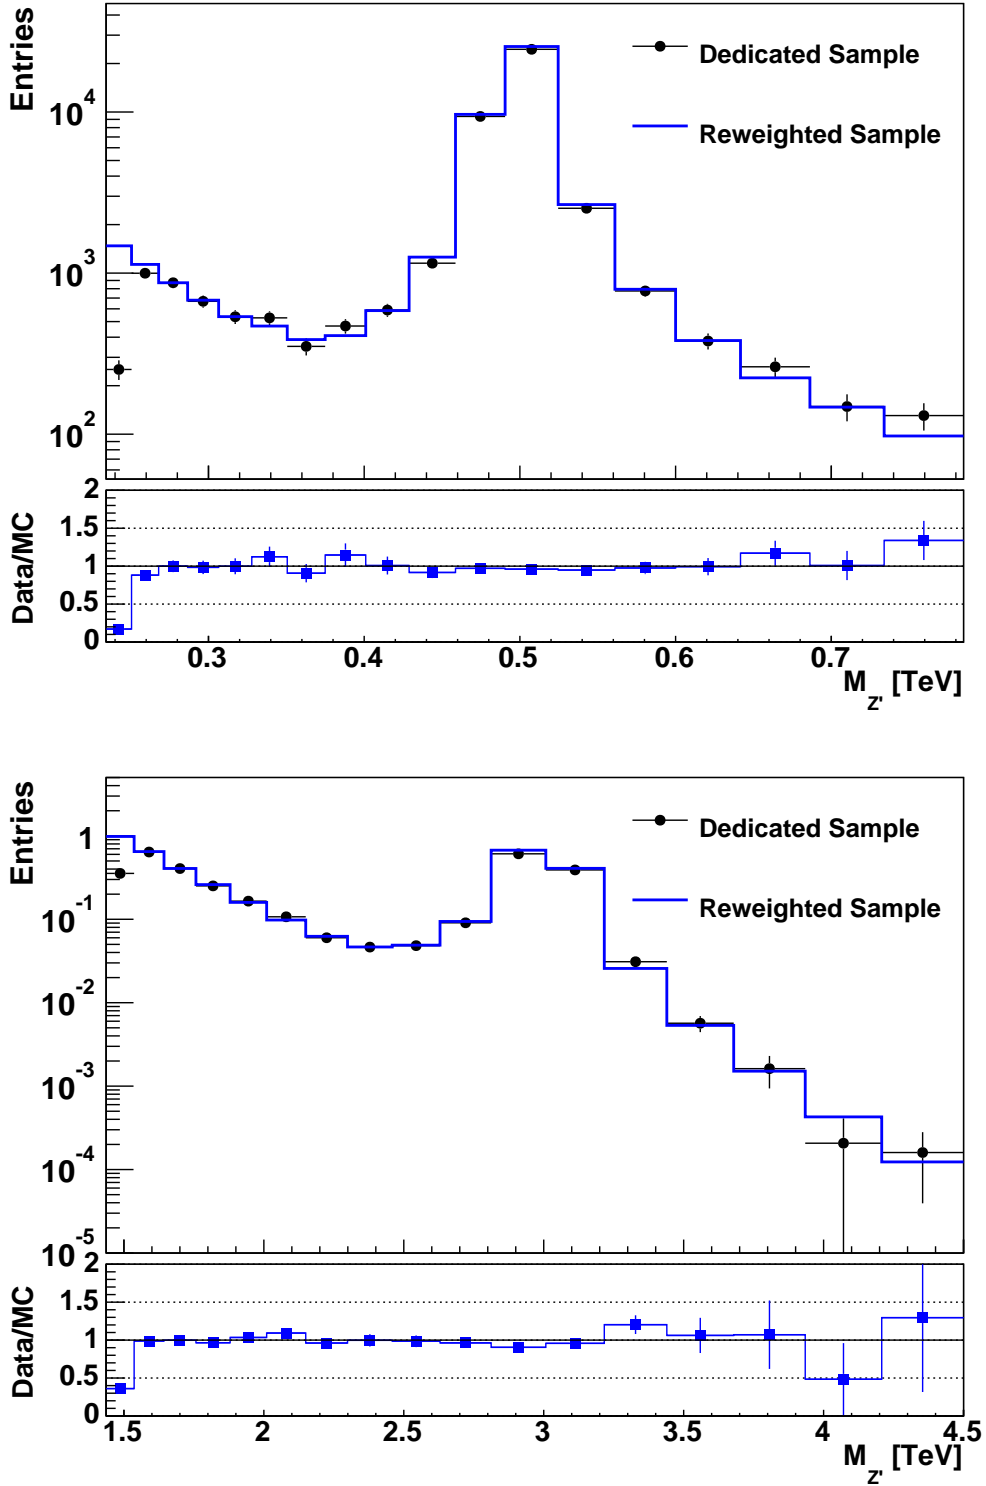 Entries
10^4
10^3
10^2
Dedicated Sample
Reweighted Sample
Data/MC
2
1.5
1
0.5
0
0.3 0.4 0.5 0.6 0.7
M_Z' [TeV]
Entries
1
10^-1
10^-2
10^-3
10^-4
10^-5
Dedicated Sample
Reweighted Sample
Data/MC
2
1.5
1
0.5
0
1.5 2 2.5 3 3.5 4 4.5
M_Z' [TeV]